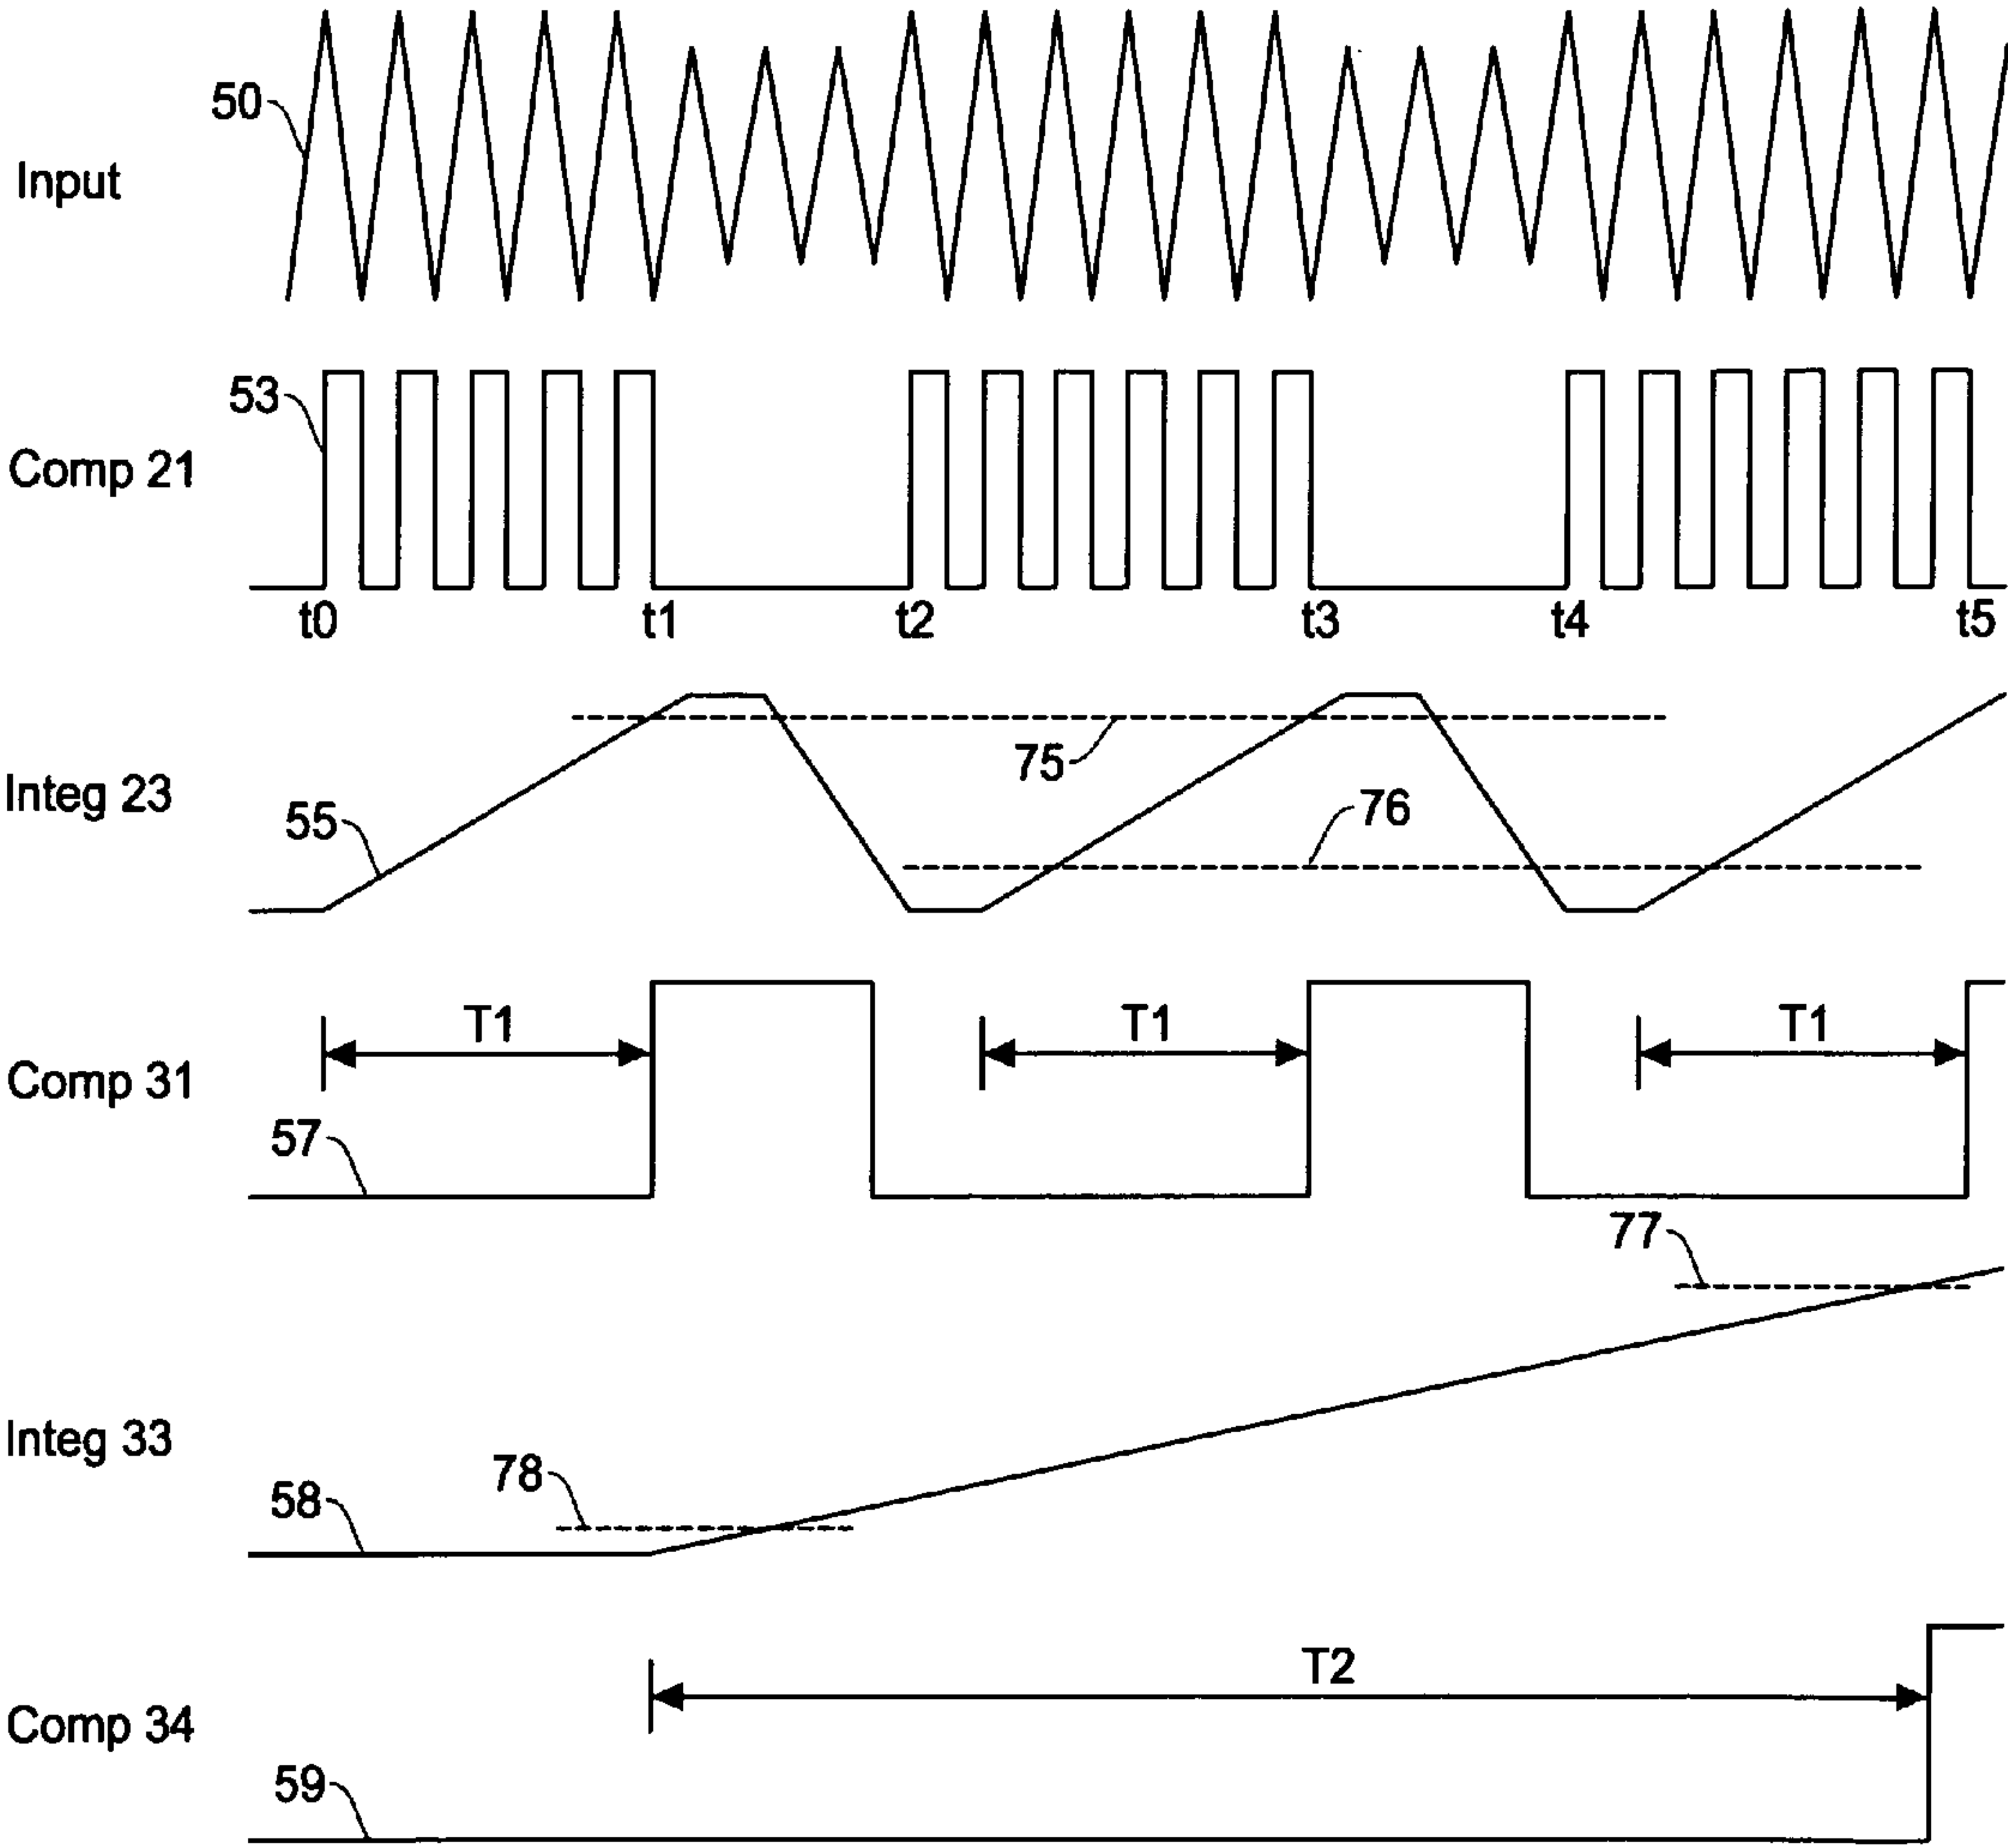 50
Input
53
Comp 21
t0 t1 t2 t3 t4 t5
75
Integ 23
55
76
T1 T1 T1
Comp 31
57
77
Integ 33
78
58
T2
Comp 34
59